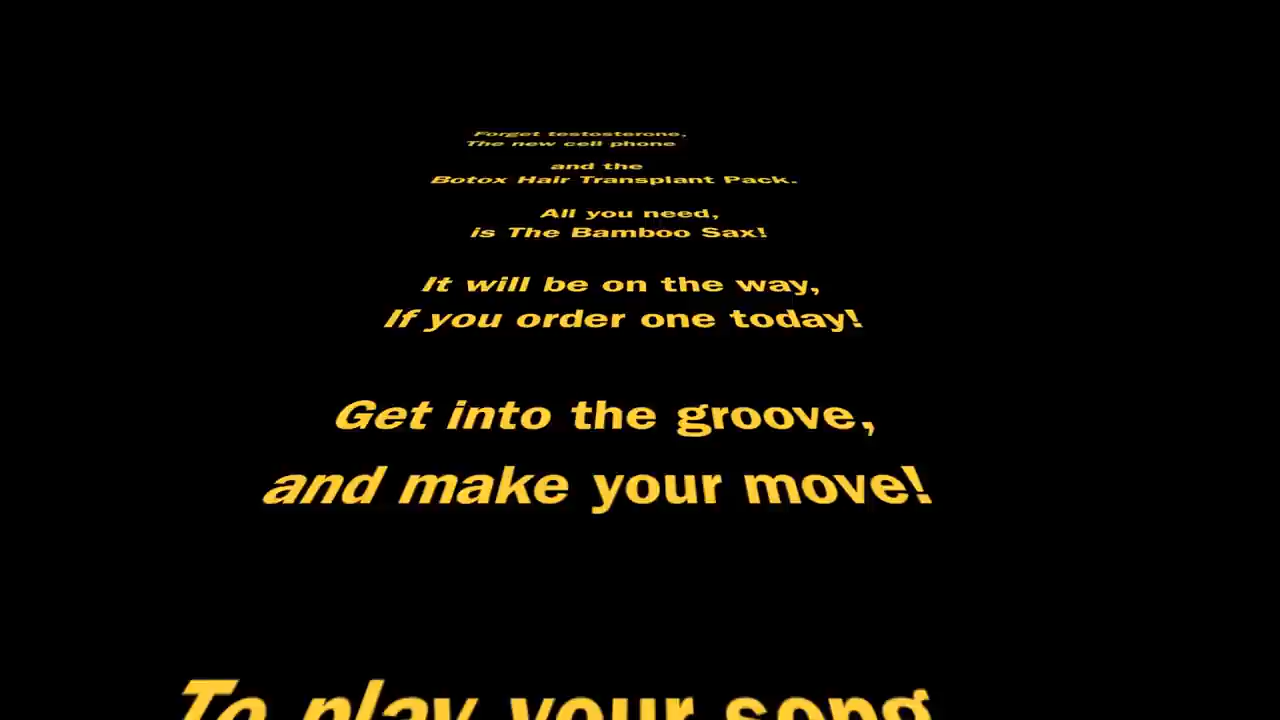 Forget testosterone,
The new cell phone
and the
Botox Hair Transplant Pack.
All you need,
is The Bamboo Sax!
It will be on the way,
If you order one today!
Get into the groove,
and make your move!
To play your song